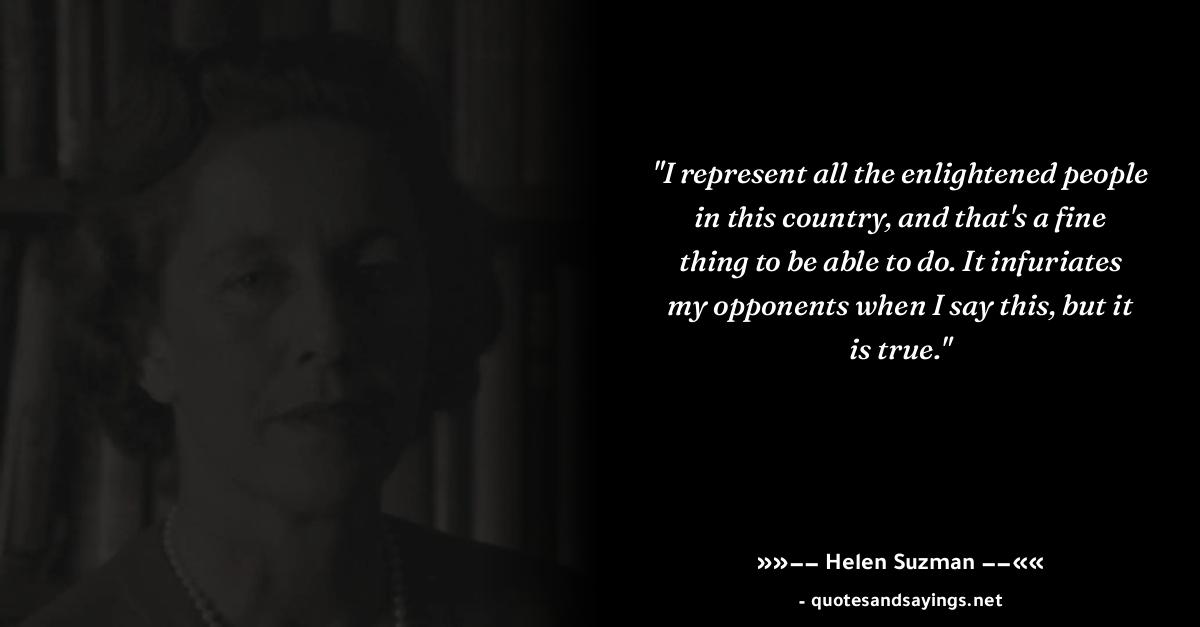 "I represent all the enlightened people
in this country, and that's a fine
thing to be able to do. It infuriates
my opponents when I say this, but it
is true."
»»−− Helen Suzman −−««
- quotesandsayings.net